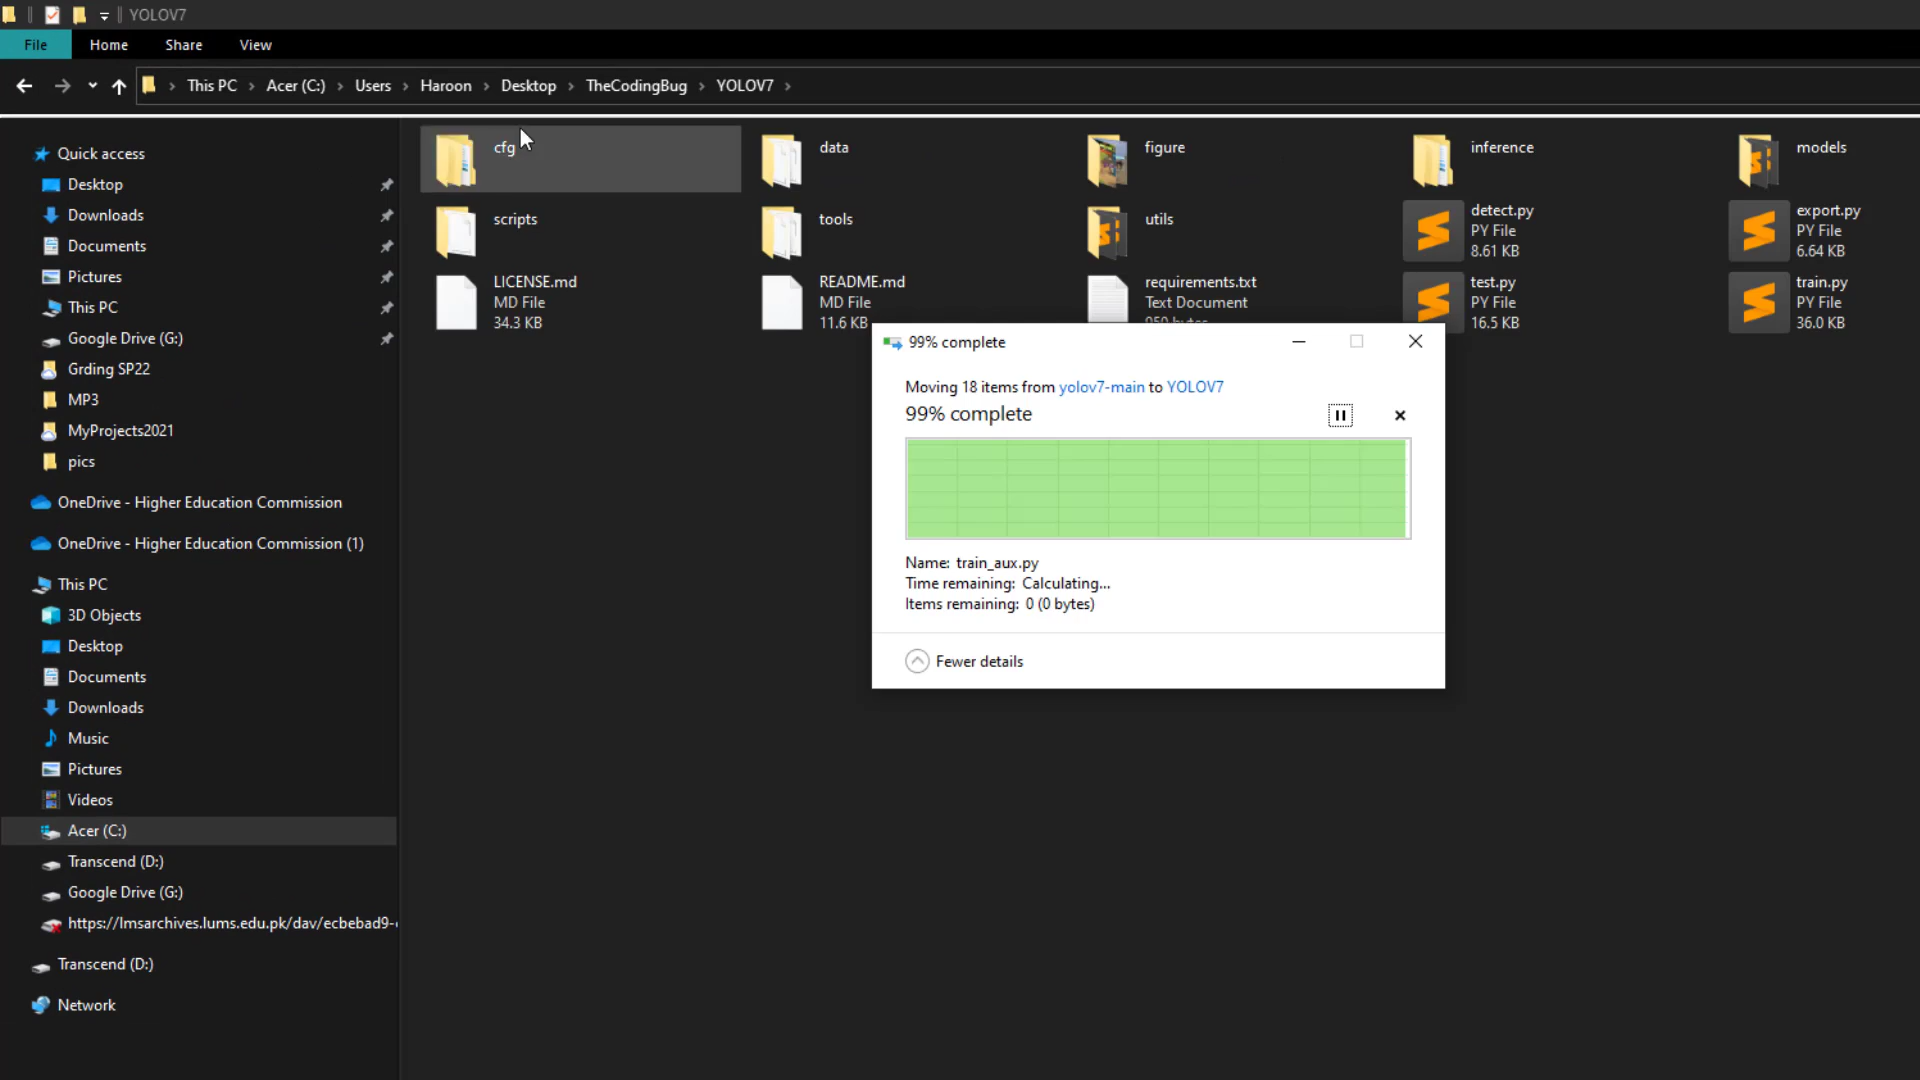 YOLOV7
File Home Share View
This PC Acer (C:) Users Haroon Desktop TheCodingBug YOLOV7
Quick access
Desktop
Downloads
Documents
Pictures
This PC
Google Drive (G:)
Grding SP22
MP3
MyProjects2021
pics
OneDrive - Higher Education Commission
OneDrive - Higher Education Commission (1)
This PC
3D Objects
Desktop
Documents
Downloads
Music
Pictures
Videos
Acer (C:)
Transcend (D:)
Google Drive (G:)
https://lmsarchives.lums.edu.pk/dav/ecbebad9-
Transcend (D:)
Network
cfg
data
figure
inference
models
scripts
tools
utils
detect.py
PY File
8.61 KB
export.py
PY File
6.64 KB
LICENSE.md
MD File
34.3 KB
README.md
MD File
11.6 KB
requirements.txt
Text Document
test.py
PY File
16.5 KB
train.py
PY File
36.0 KB
99% complete
Moving 18 items from yolov7-main to YOLOV7
99% complete
Name: train_aux.py
Time remaining: Calculating...
Items remaining: 0 (0 bytes)
Fewer details